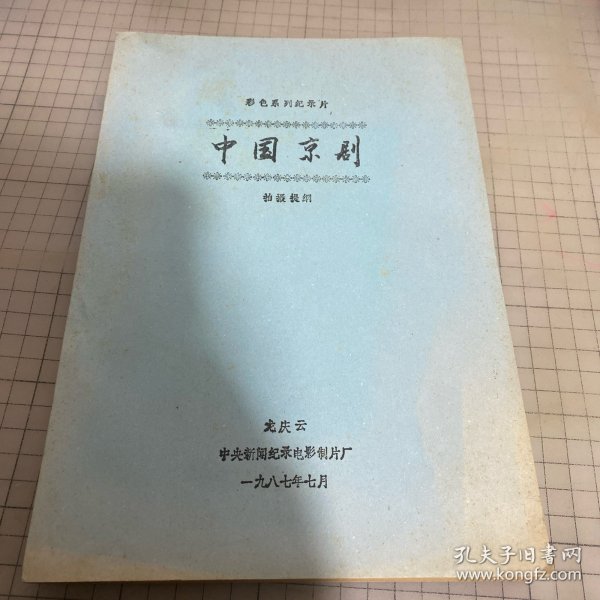 彩色系列纪录片
中国京剧
拍摄提纲
龙庆云
中央新闻纪录电影制片厂
一九八七年七月
孔夫子旧书网
www.kongfz.com